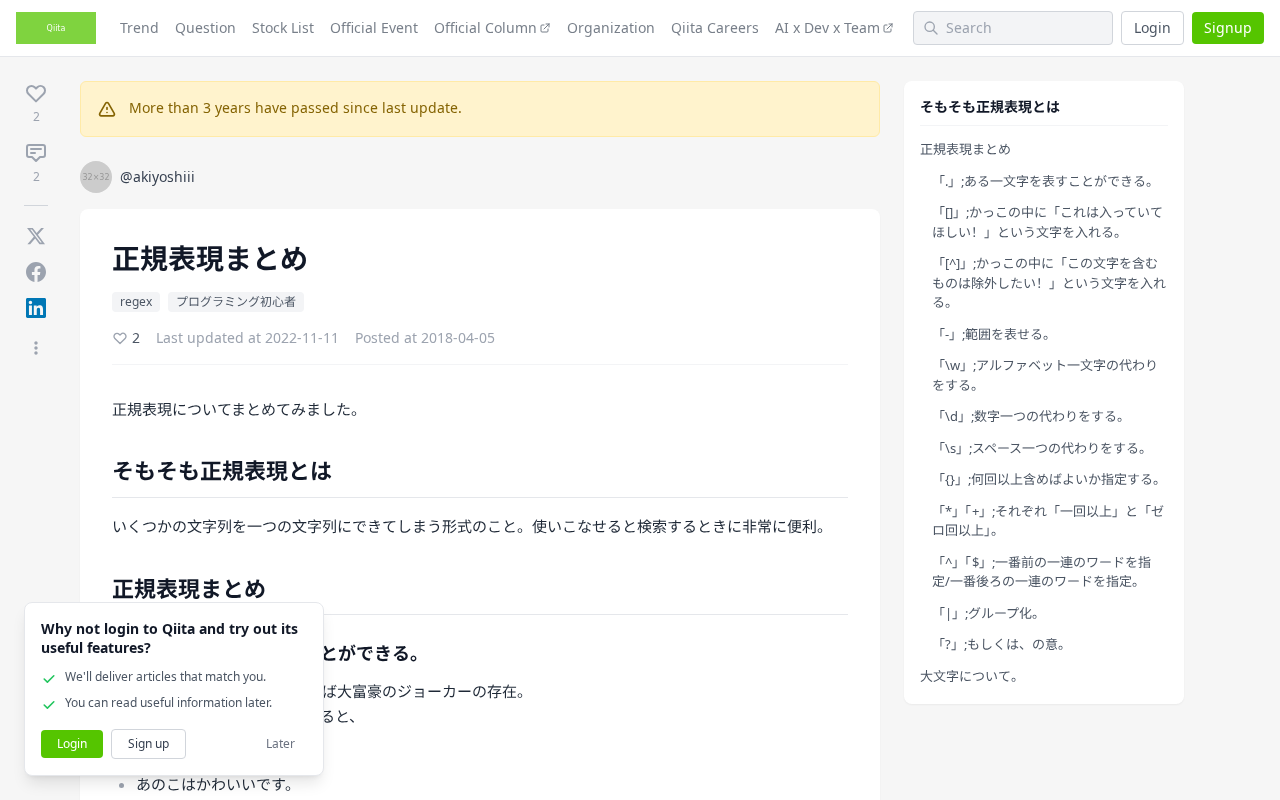 Qiita
Trend Question Stock List Official Event Official Column Organization Qiita Careers AI x Dev x Team
Search
Login
Signup
2
2
More than 3 years have passed since last update.
32×32
@akiyoshiii
正規表現まとめ
regex プログラミング初心者
2 Last updated at 2022-11-11 Posted at 2018-04-05
正規表現についてまとめてみました。
そもそも正規表現とは
いくつかの文字列を一つの文字列にできてしまう形式のこと。使いこなせると検索するときに非常に便利。
正規表現まとめ
とができる。
ば大富豪のジョーカーの存在。
ると、
あのこはかわいいです。
そもそも正規表現とは
正規表現まとめ
「.」;ある一文字を表すことができる。
「[]」;かっこの中に「これは入っていて
ほしい！」という文字を入れる。
「[^]」;かっこの中に「この文字を含む
ものは除外したい！」という文字を入れ
る。
「-」;範囲を表せる。
「\w」;アルファベット一文字の代わり
をする。
「\d」;数字一つの代わりをする。
「\s」;スペース一つの代わりをする。
「{}」;何回以上含めばよいか指定する。
「*」「+」;それぞれ「一回以上」と「ゼ
ロ回以上」。
「^」「$」;一番前の一連のワードを指
定/一番後ろの一連のワードを指定。
「|」;グループ化。
「?」;もしくは、の意。
大文字について。
Why not login to Qiita and try out its
useful features?
We'll deliver articles that match you.
You can read useful information later.
Login
Sign up
Later